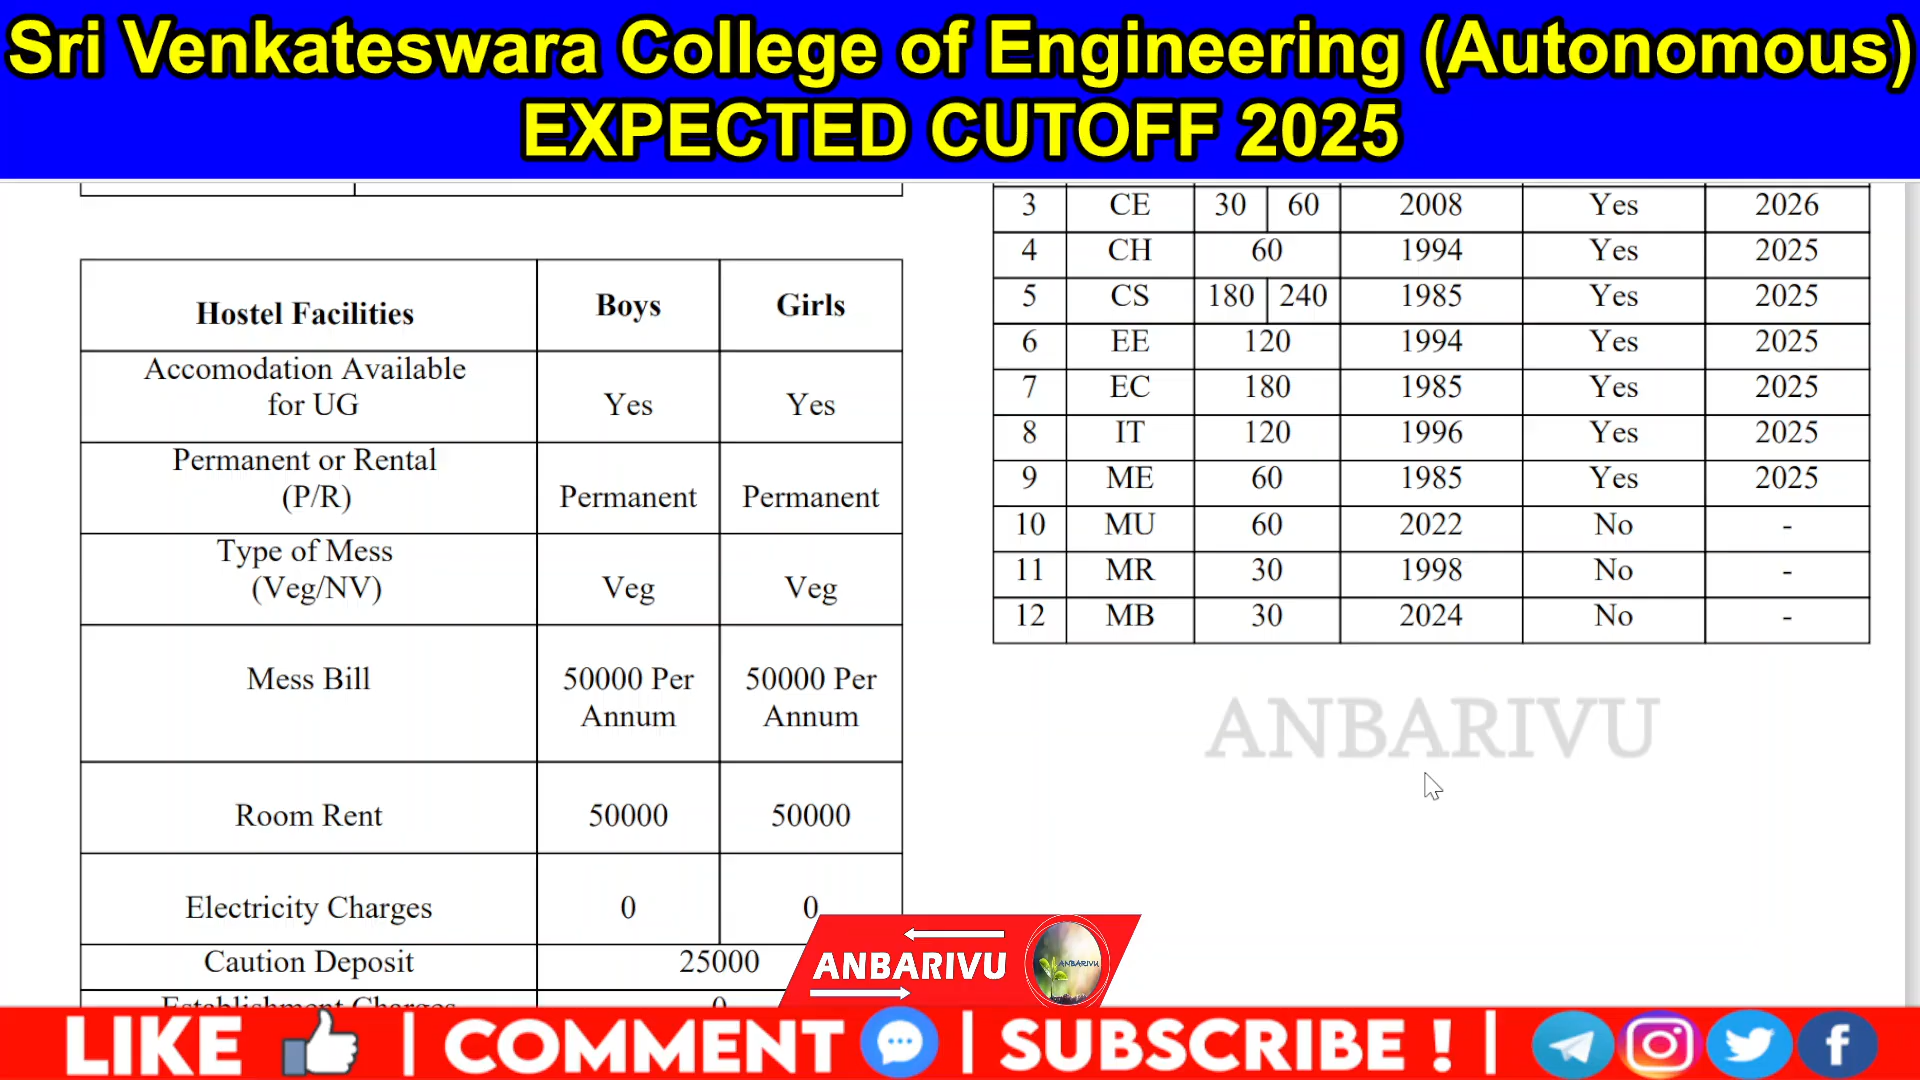 Sri Venkateswara College of Engineering (Autonomous)
EXPECTED CUTOFF 2025
Hostel Facilities Boys Girls
Accomodation Available
for UG Yes Yes
Permanent or Rental
(P/R) Permanent Permanent
Type of Mess
(Veg/NV) Veg Veg
Mess Bill 50000 Per 50000 Per
Annum Annum
Room Rent 50000 50000
Electricity Charges 0 0
Caution Deposit 25000
Establishment Charges 0
3 CE 30 60 2008 Yes 2026
4 CH 60 1994 Yes 2025
5 CS 180 240 1985 Yes 2025
6 EE 120 1994 Yes 2025
7 EC 180 1985 Yes 2025
8 IT 120 1996 Yes 2025
9 ME 60 1985 Yes 2025
10 MU 60 2022 No -
11 MR 30 1998 No -
12 MB 30 2024 No -
ANBARIVU
ANBARIVU
ANBARIVU
LIKE | COMMENT | SUBSCRIBE ! |